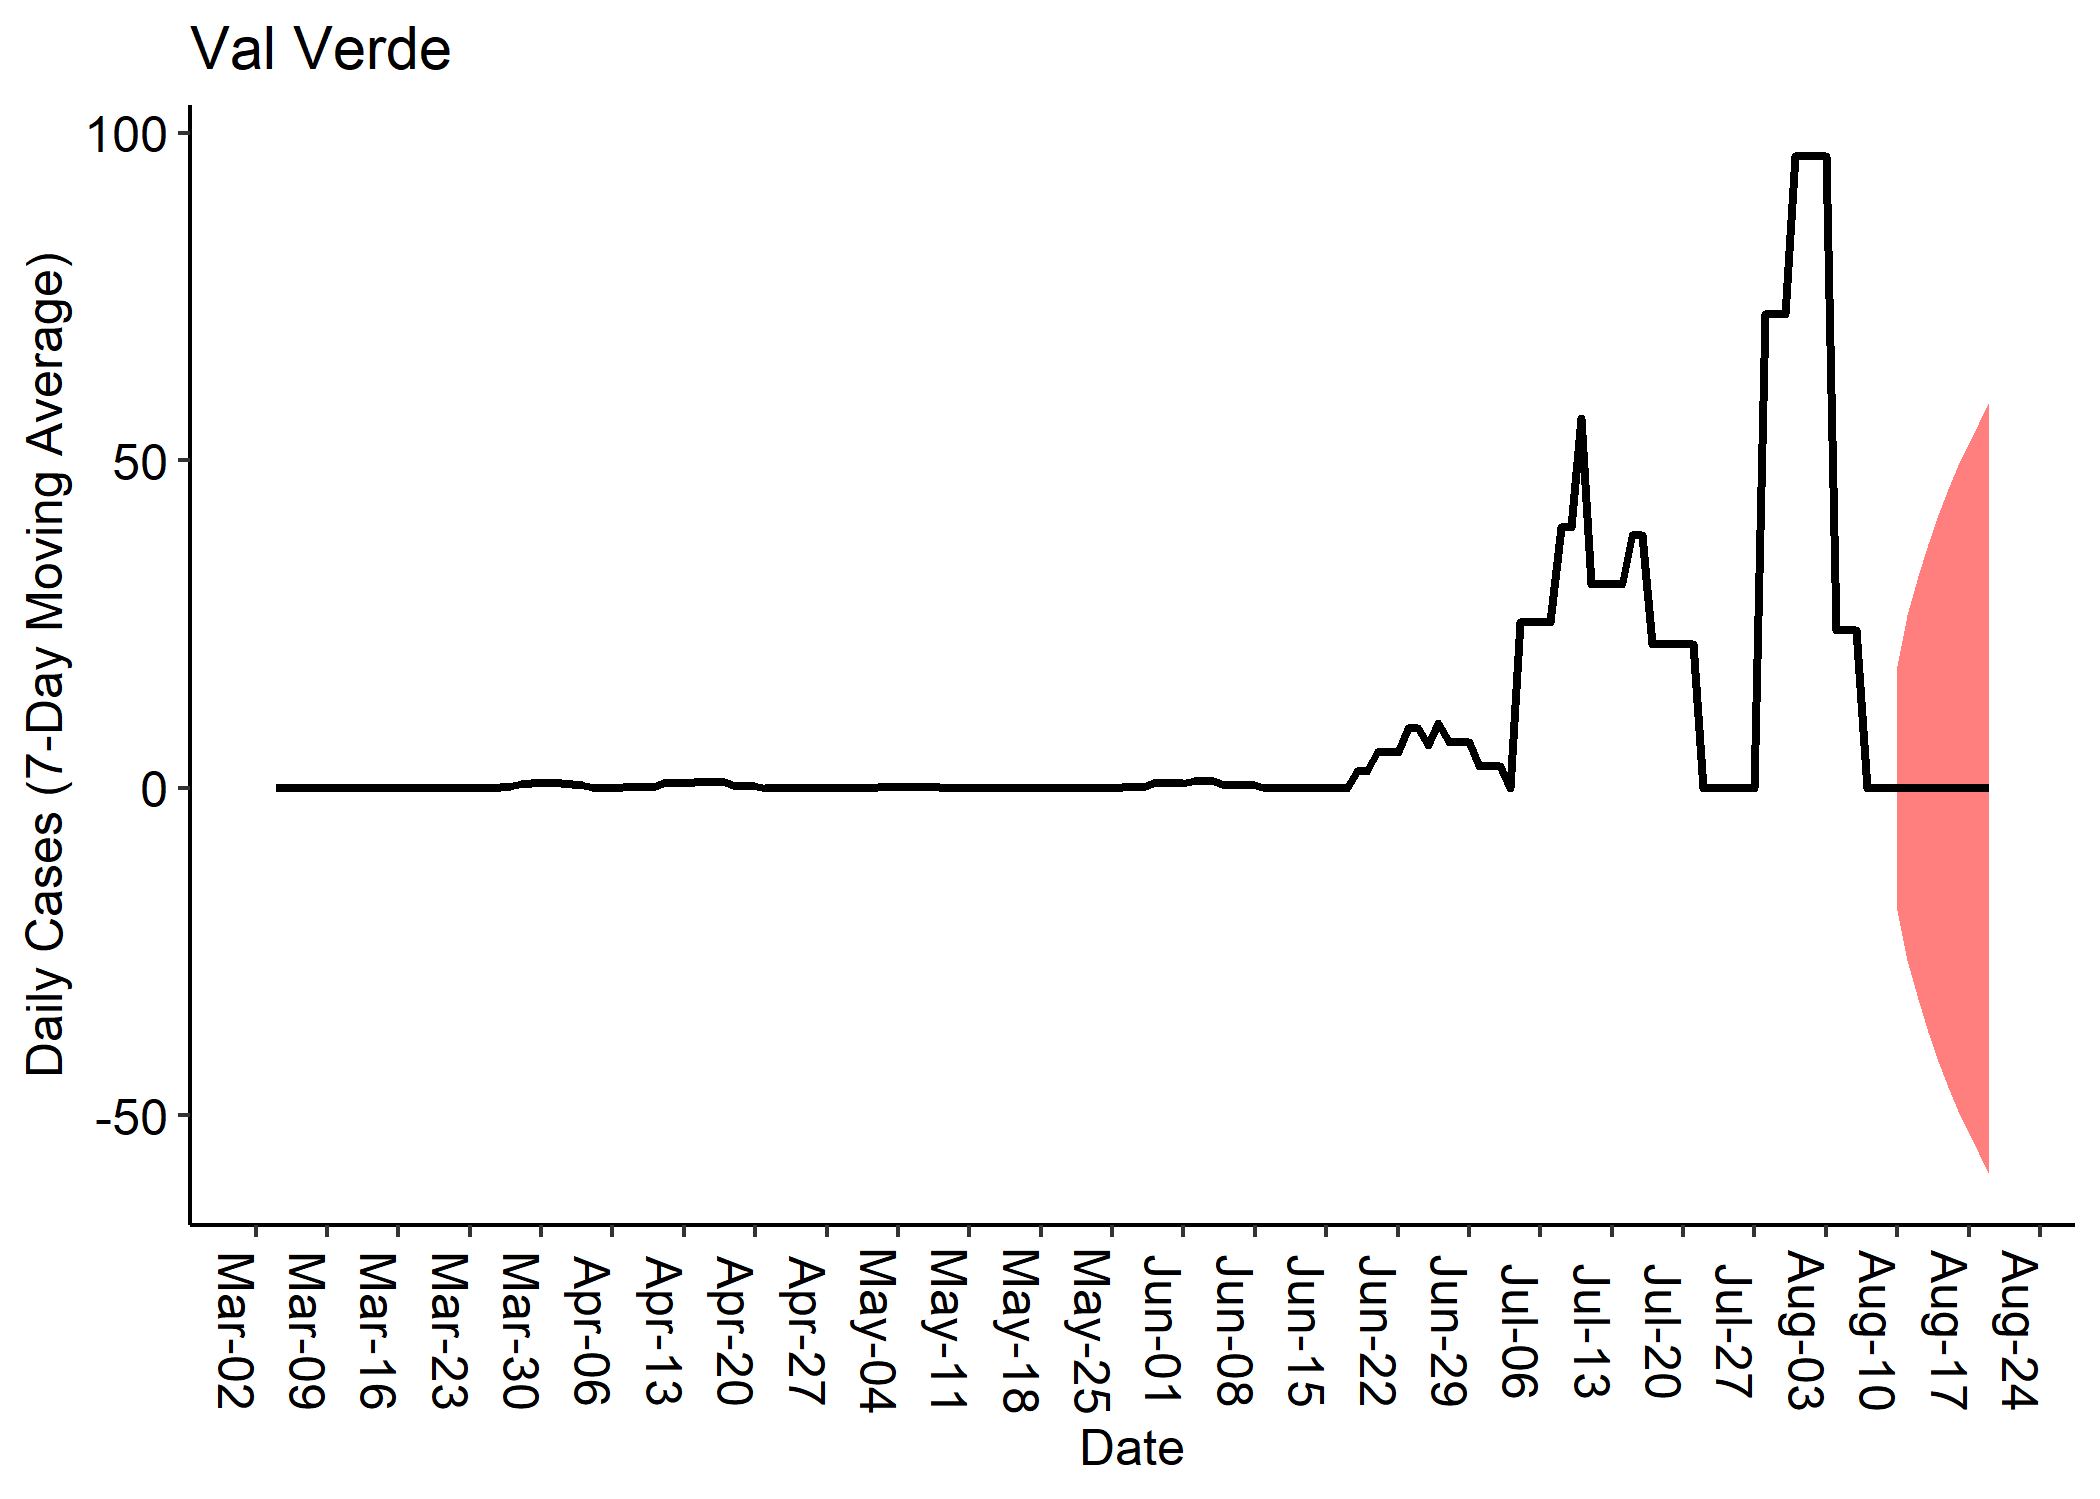 Val Verde
Daily Cases (7-Day Moving Average)
100
50
0
-50
Mar-02
Mar-09
Mar-16
Mar-23
Mar-30
Apr-06
Apr-13
Apr-20
Apr-27
May-04
May-11
May-18
May-25
Jun-01
Jun-08
Jun-15
Jun-22
Jun-29
Jul-06
Jul-13
Jul-20
Jul-27
Aug-03
Aug-10
Aug-17
Aug-24
Date